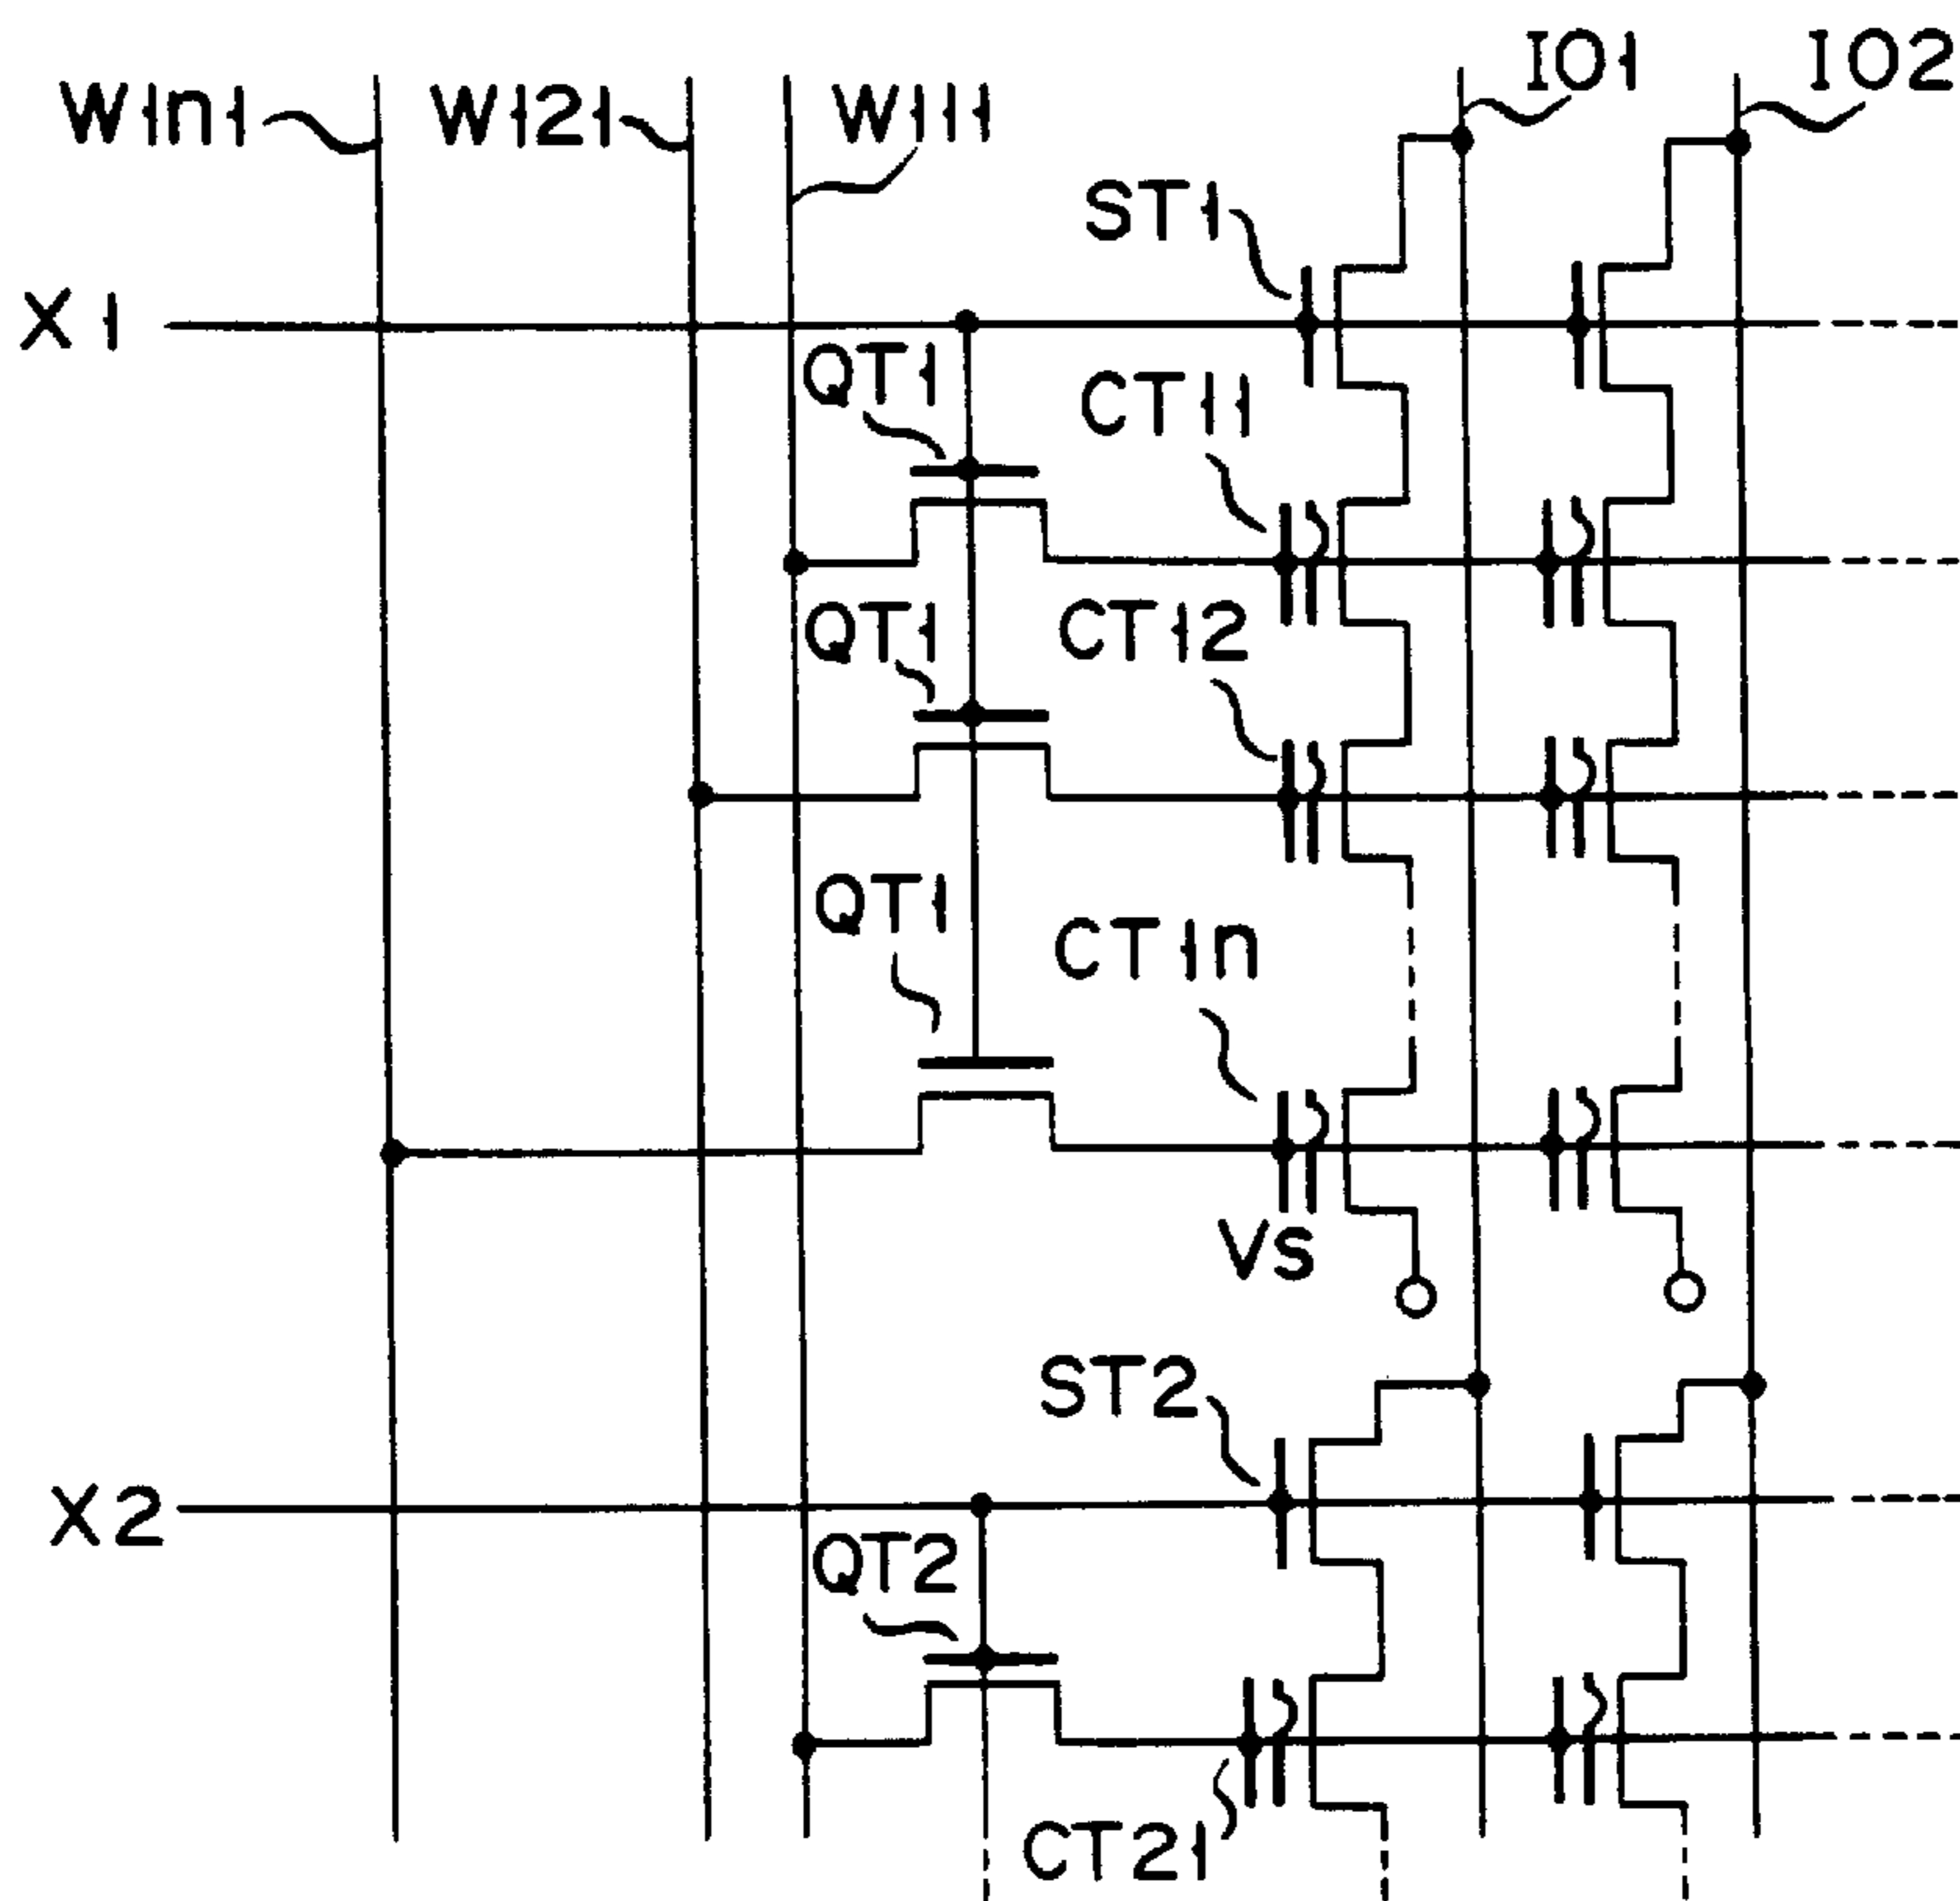 IO1 IO2
W1n1 W121 W111
ST1
X1
QT1
CT11
QT1 CT12
QT1
CT1n
Vs
ST2
X2
QT2
CT21